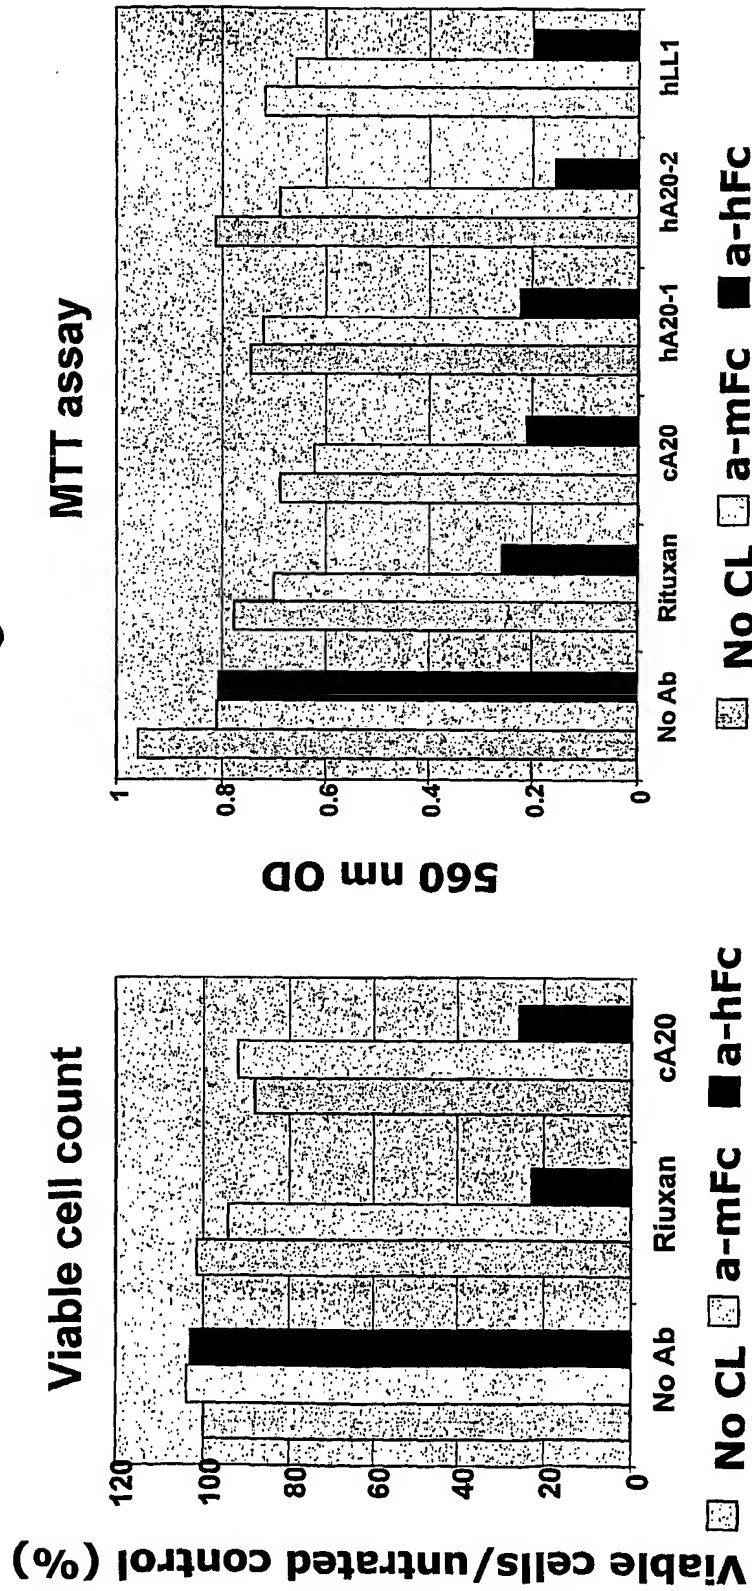 Viable cell count
Viable cells/untrated control (%)
120
100
80
60
40
20
0
No Ab
Riuxan
cA20
No CL
a-mFc
a-hFc
MTT assay
560 nm OD
1
0.8
0.6
0.4
0.2
0
No Ab
Rituxan
cA20
hA20-1
hA20-2
hLL1
No CL
a-mFc
a-hFc